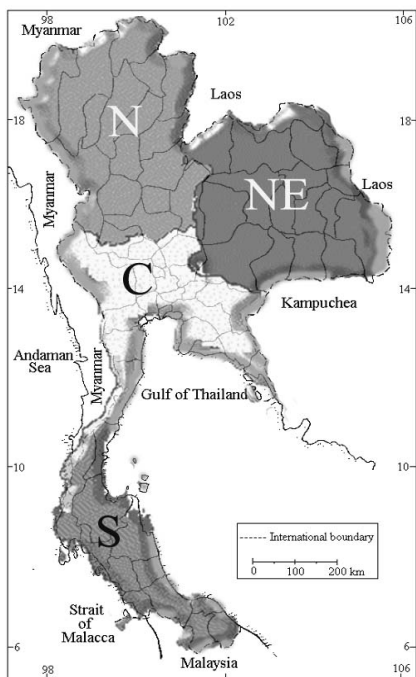 98
102
106
Myanmar
Laos
18
18
N
NE
Laos
Myanmar
C
14
14
Kampuchea
Andaman
Sea
Myanmar
Gulf of Thailand
10
10
S
International boundary
0 100 200 km
Strait
of
Malacca
6
6
Malaysia
98
102
106